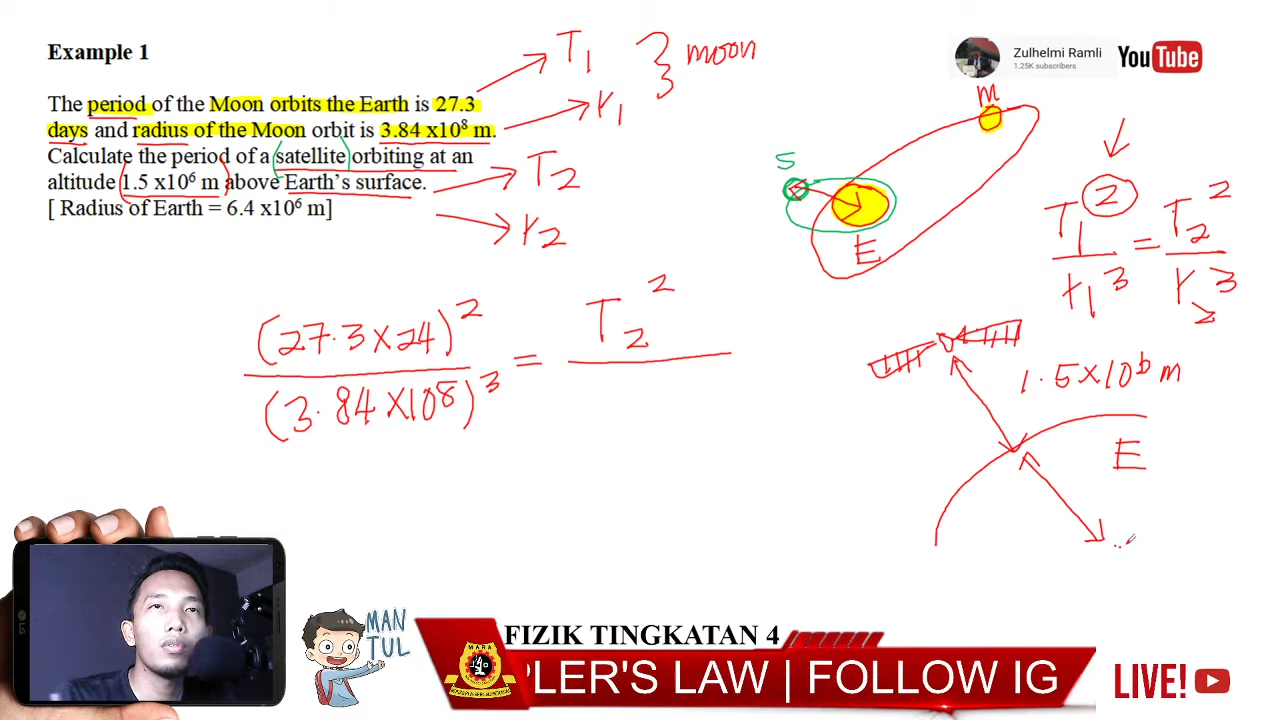 Example 1
The period of the Moon orbits the Earth is 27.3
days and radius of the Moon orbit is 3.84 x10⁸ m.
Calculate the period of a satellite orbiting at an
altitude 1.5 x10⁶ m above Earth's surface.
[ Radius of Earth = 6.4 x10⁶ m]
T₁
r₁
} moon
T₂
r₂
Zulhelmi Ramli
1.25K subscribers
YouTube
m
S
E
T₁² / r₁³ = T₂² / r₂³
(27.3×24)² / (3.84×10⁸)³ = T₂²
1.5×10⁶ m
E
LG
MAN
TUL
MARA
FIZIK TINGKATAN 4
PLER'S LAW | FOLLOW IG
LIVE!